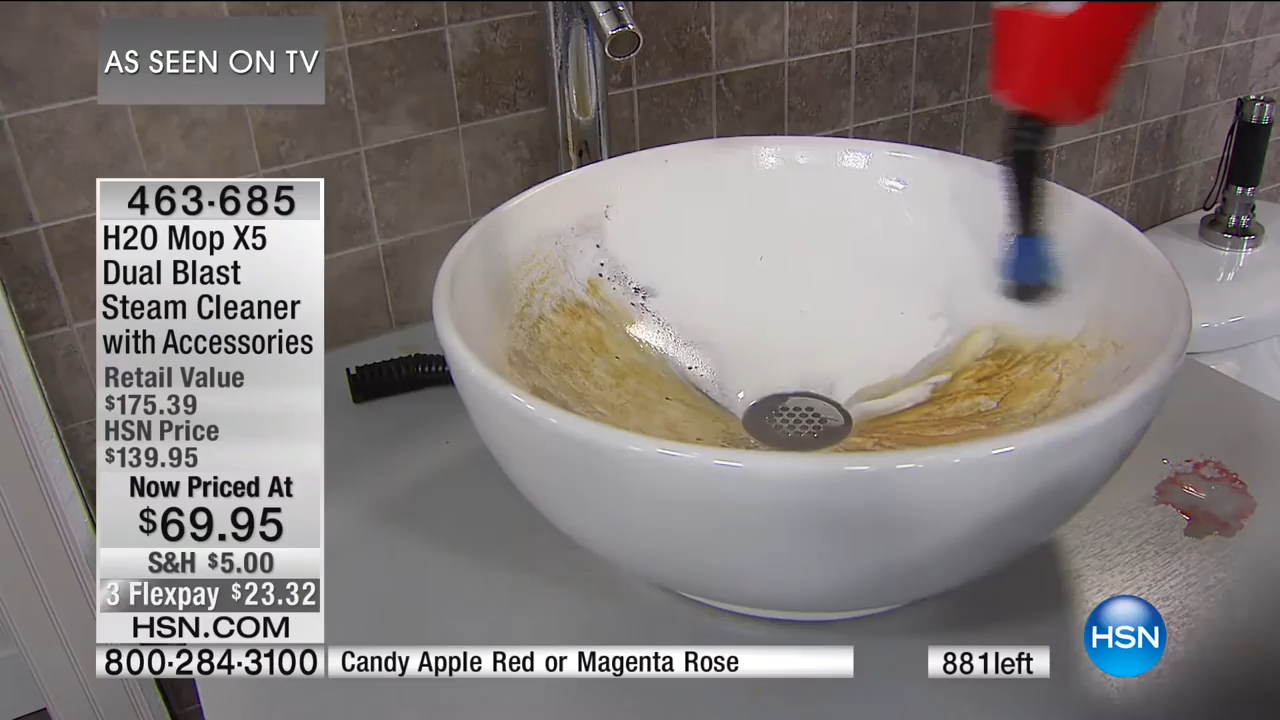 AS SEEN ON TV
463-685
H20 Mop X5
Dual Blast
Steam Cleaner
with Accessories
Retail Value
$175.39
HSN Price
$139.95
Now Priced At
$69.95
S&H $5.00
3 Flexpay $23.32
HSN.COM
800-284-3100
Candy Apple Red or Magenta Rose
881left
HSN